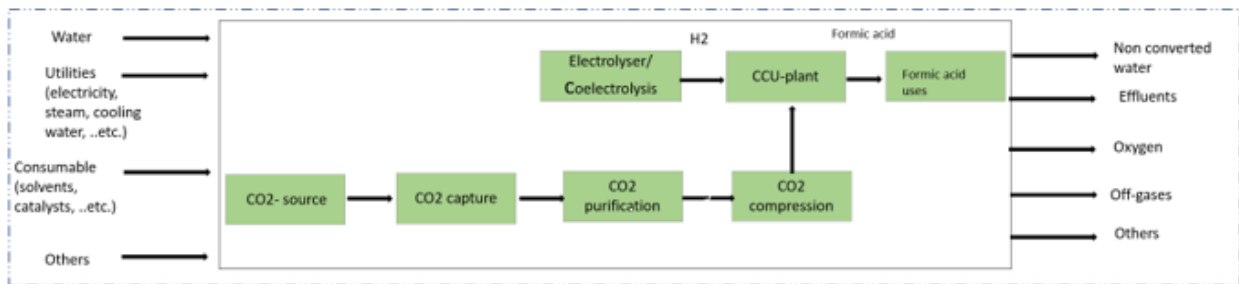 Water
Utilities
(electricity,
steam, cooling
water, ..etc.)
Consumable
(solvents,
catalysts, ..etc.)
Others
H2
Formic acid
Electrolyser/
Coelectrolysis
CCU-plant
Formic acid
uses
CO2- source
CO2 capture
CO2
purification
CO2
compression
Non converted
water
Effluents
Oxygen
Off-gases
Others